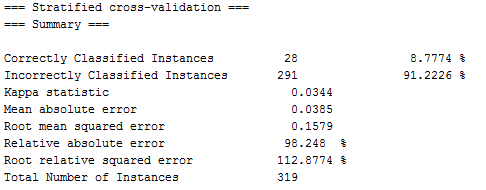 === Stratified cross-validation ===
=== Summary ===
Correctly Classified Instances 28 8.7774 %
Incorrectly Classified Instances 291 91.2226 %
Kappa statistic 0.0344
Mean absolute error 0.0385
Root mean squared error 0.1579
Relative absolute error 98.248 %
Root relative squared error 112.8774 %
Total Number of Instances 319